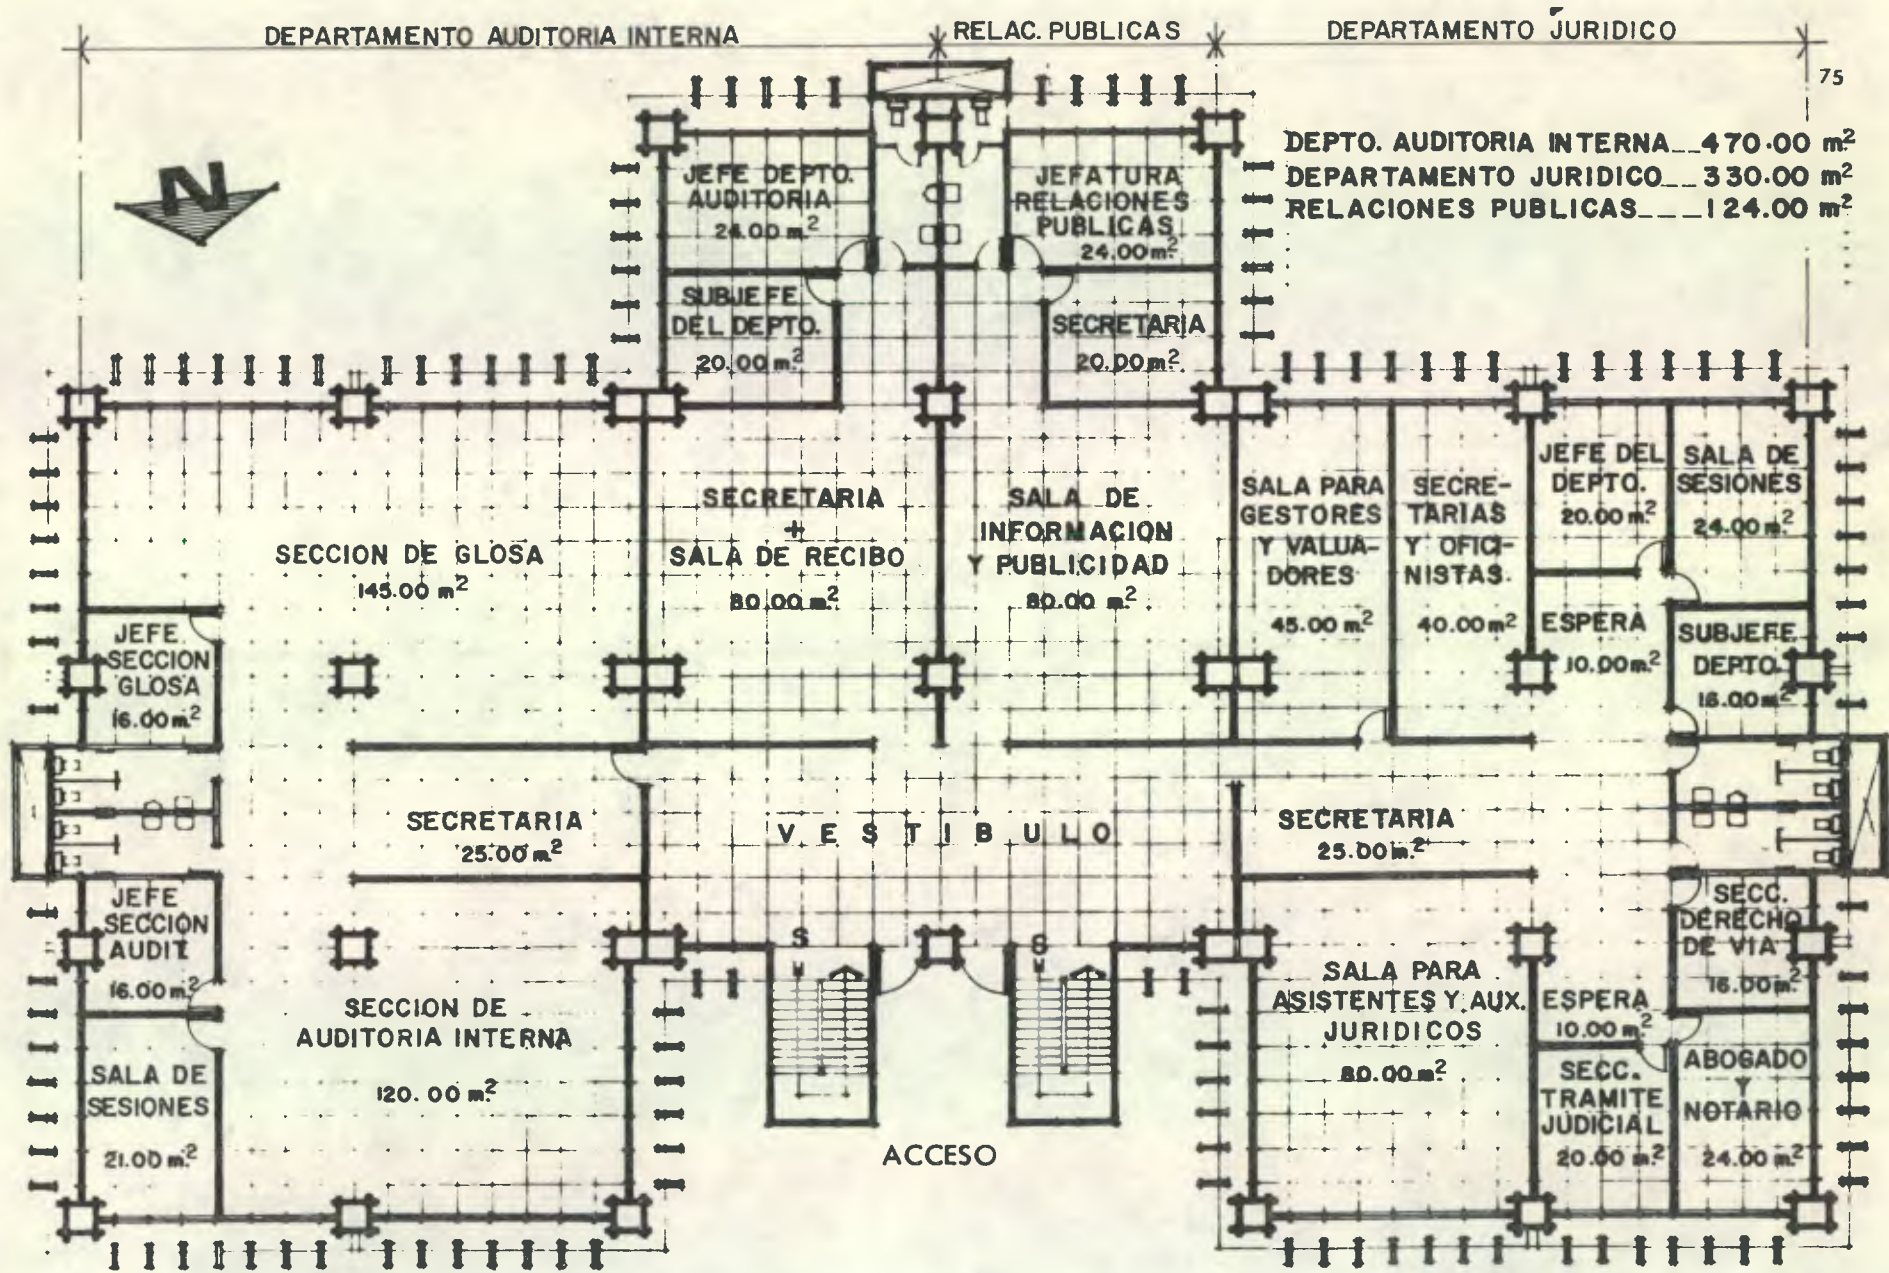 DEPARTAMENTO AUDITORIA INTERNA
RELAC. PUBLICAS
DEPARTAMENTO JURIDICO
75
DEPTO. AUDITORIA INTERNA__470.00 m²
DEPARTAMENTO JURIDICO__330.00 m²
RELACIONES PUBLICAS___124.00 m²
N
JEFE DEPTO.
AUDITORIA
24.00 m²
JEFATURA
RELACIONES
PUBLICAS
24.00 m²
SUBJEFE
DEL DEPTO.
20.00 m²
SECRETARIA
20.00 m²
SECCION DE GLOSA
145.00 m²
SECRETARIA
+
SALA DE RECIBO
80.00 m²
SALA DE
INFORMACION
Y PUBLICIDAD
80.00 m²
SALA PARA
GESTORES
Y VALUA-
DORES
45.00 m²
SECRE-
TARIAS
Y OFICI-
NISTAS.
40.00 m²
JEFE DEL
DEPTO.
20.00 m²
SALA DE
SESIONES
24.00 m²
ESPERA
10.00 m²
SUBJEFE
DEPTO.
16.00 m²
JEFE
SECCION
GLOSA
16.00 m²
SECRETARIA
25.00 m²
VESTIBULO
SECRETARIA
25.00 m²
JEFE
SECCION
AUDIT
16.00 m²
SECCION DE
AUDITORIA INTERNA
120.00 m²
SALA DE
SESIONES
21.00 m²
S
S
ACCESO
SALA PARA
ASISTENTES Y AUX.
JURIDICOS
80.00 m²
SECC.
DERECHO
DE VIA
16.00 m²
ESPERA
10.00 m²
SECC.
TRAMITE
JUDICIAL
20.00 m²
ABOGADO
Y
NOTARIO
24.00 m²